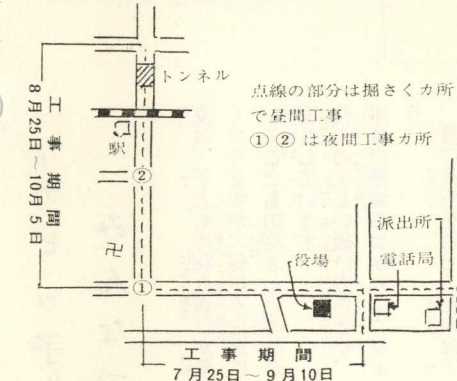 トンネル
点線の部分は掘さくカ所
で昼間工事
① ② は夜間工事カ所
工事期間
8月25日～10月5日
駅
②
卍
①
役場
派出所
電話局
工事期間
7月25日～9月10日